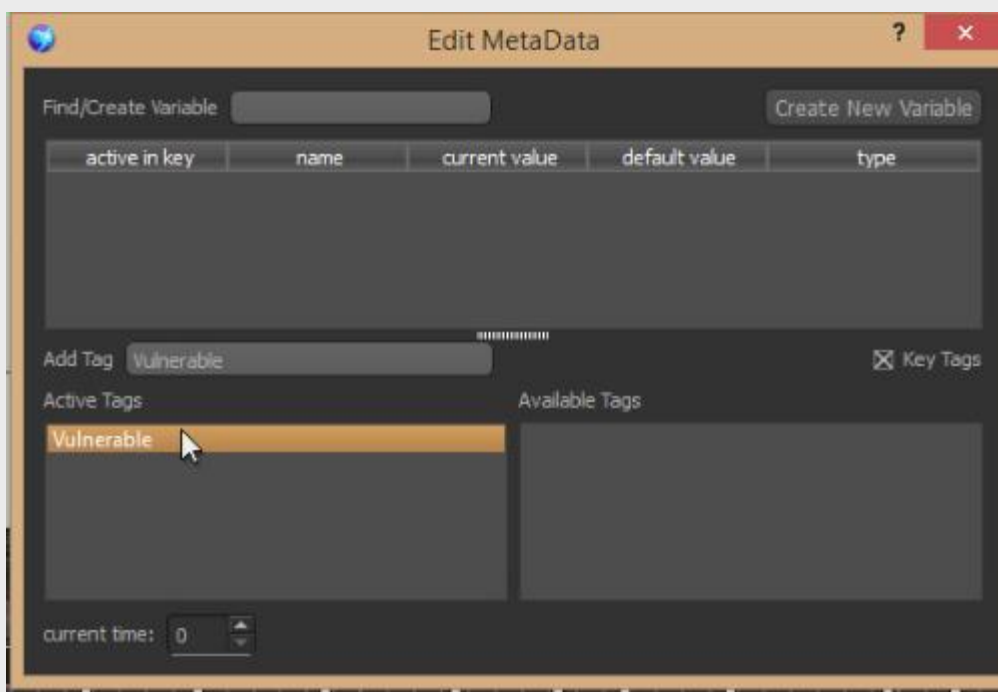 Edit MetaData
?
Find/Create Variable
Create New Variable
active in key name current value default value type
Add Tag Vulnerable
Key Tags
Active Tags Available Tags
Vulnerable
current time: 0